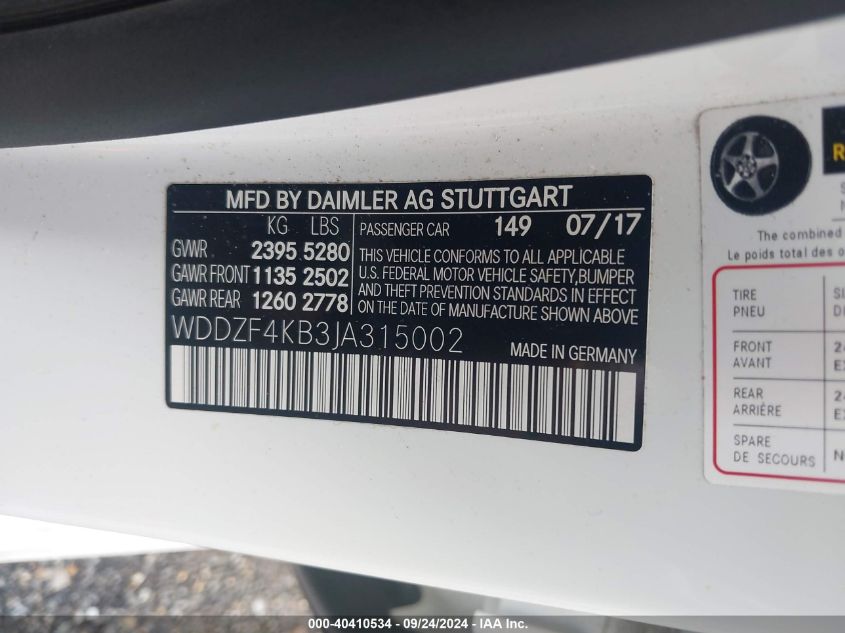 MFD BY DAIMLER AG STUTTGART
KG LBS PASSENGER CAR 149 07/17
GVWR 2395 5280
GAWR FRONT 1135 2502
GAWR REAR 1260 2778
THIS VEHICLE CONFORMS TO ALL APPLICABLE
U.S. FEDERAL MOTOR VEHICLE SAFETY,BUMPER
AND THEFT PREVENTION STANDARDS IN EFFECT
ON THE DATE OF MANUFACTURE SHOWN ABOVE
WDDZF4KB3JA315002
MADE IN GERMANY
The combined
Le poids total des o
TIRE
PNEU
FRONT
AVANT
REAR
ARRIÈRE
SPARE
DE SECOURS
000-40410534 - 09/24/2024 - IAA Inc.